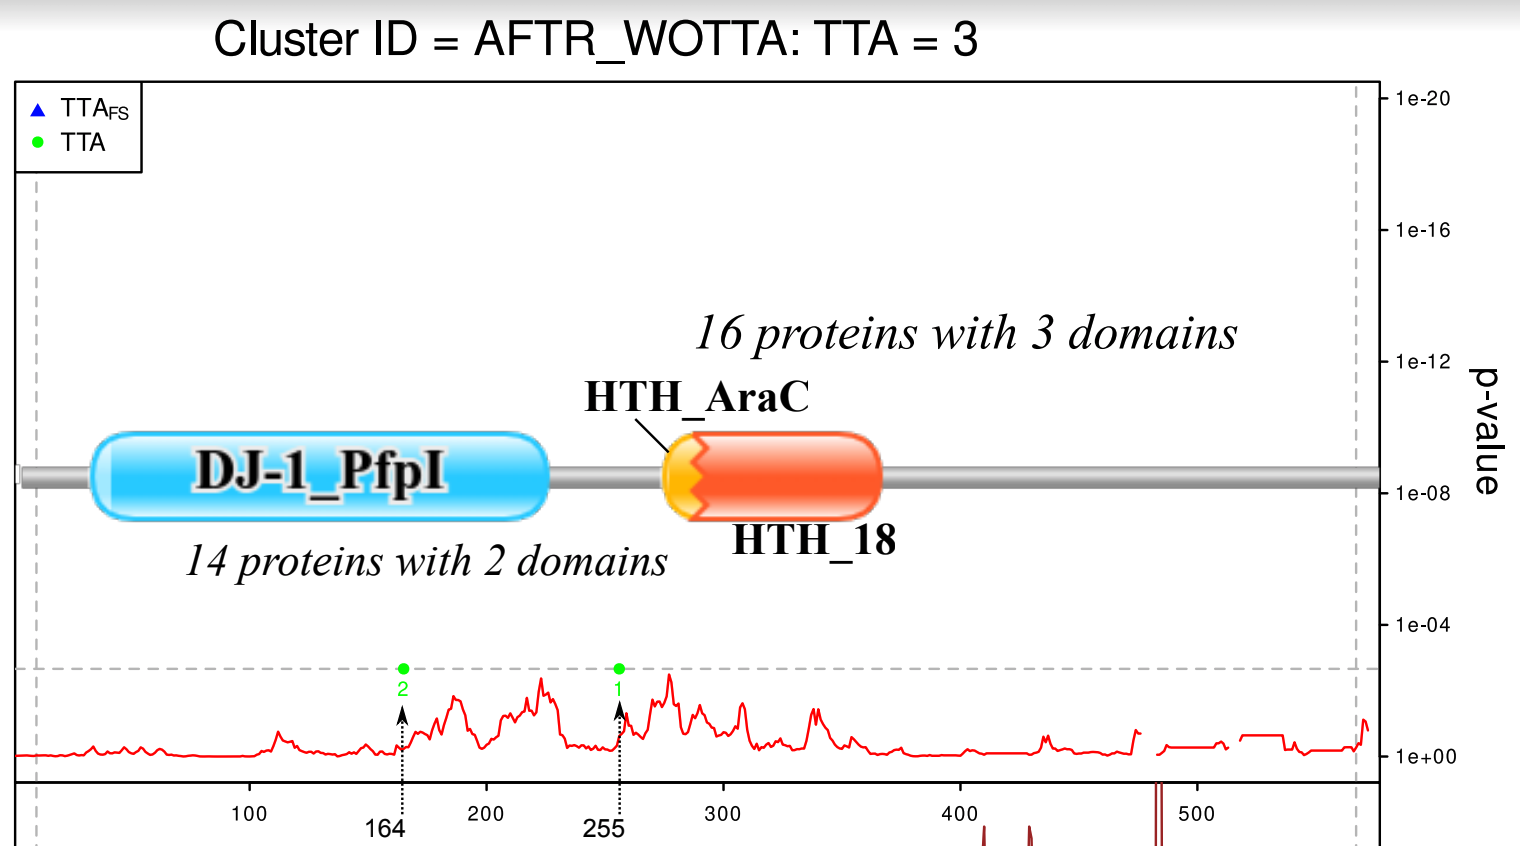 Cluster ID = AFTR_WOTTA: TTA = 3
TTAFS
TTA
1e-20
1e-16
1e-12
1e-08
1e-04
1e+00
p-value
16 proteins with 3 domains
HTH_AraC
DJ-1_PfpI
HTH_18
14 proteins with 2 domains
2
1
100
200
300
400
500
164
255